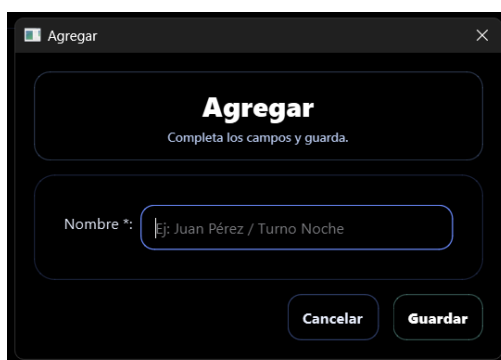 Agregar
Agregar
Completa los campos y guarda.
Nombre *: Ej: Juan Pérez / Turno Noche
Cancelar Guardar